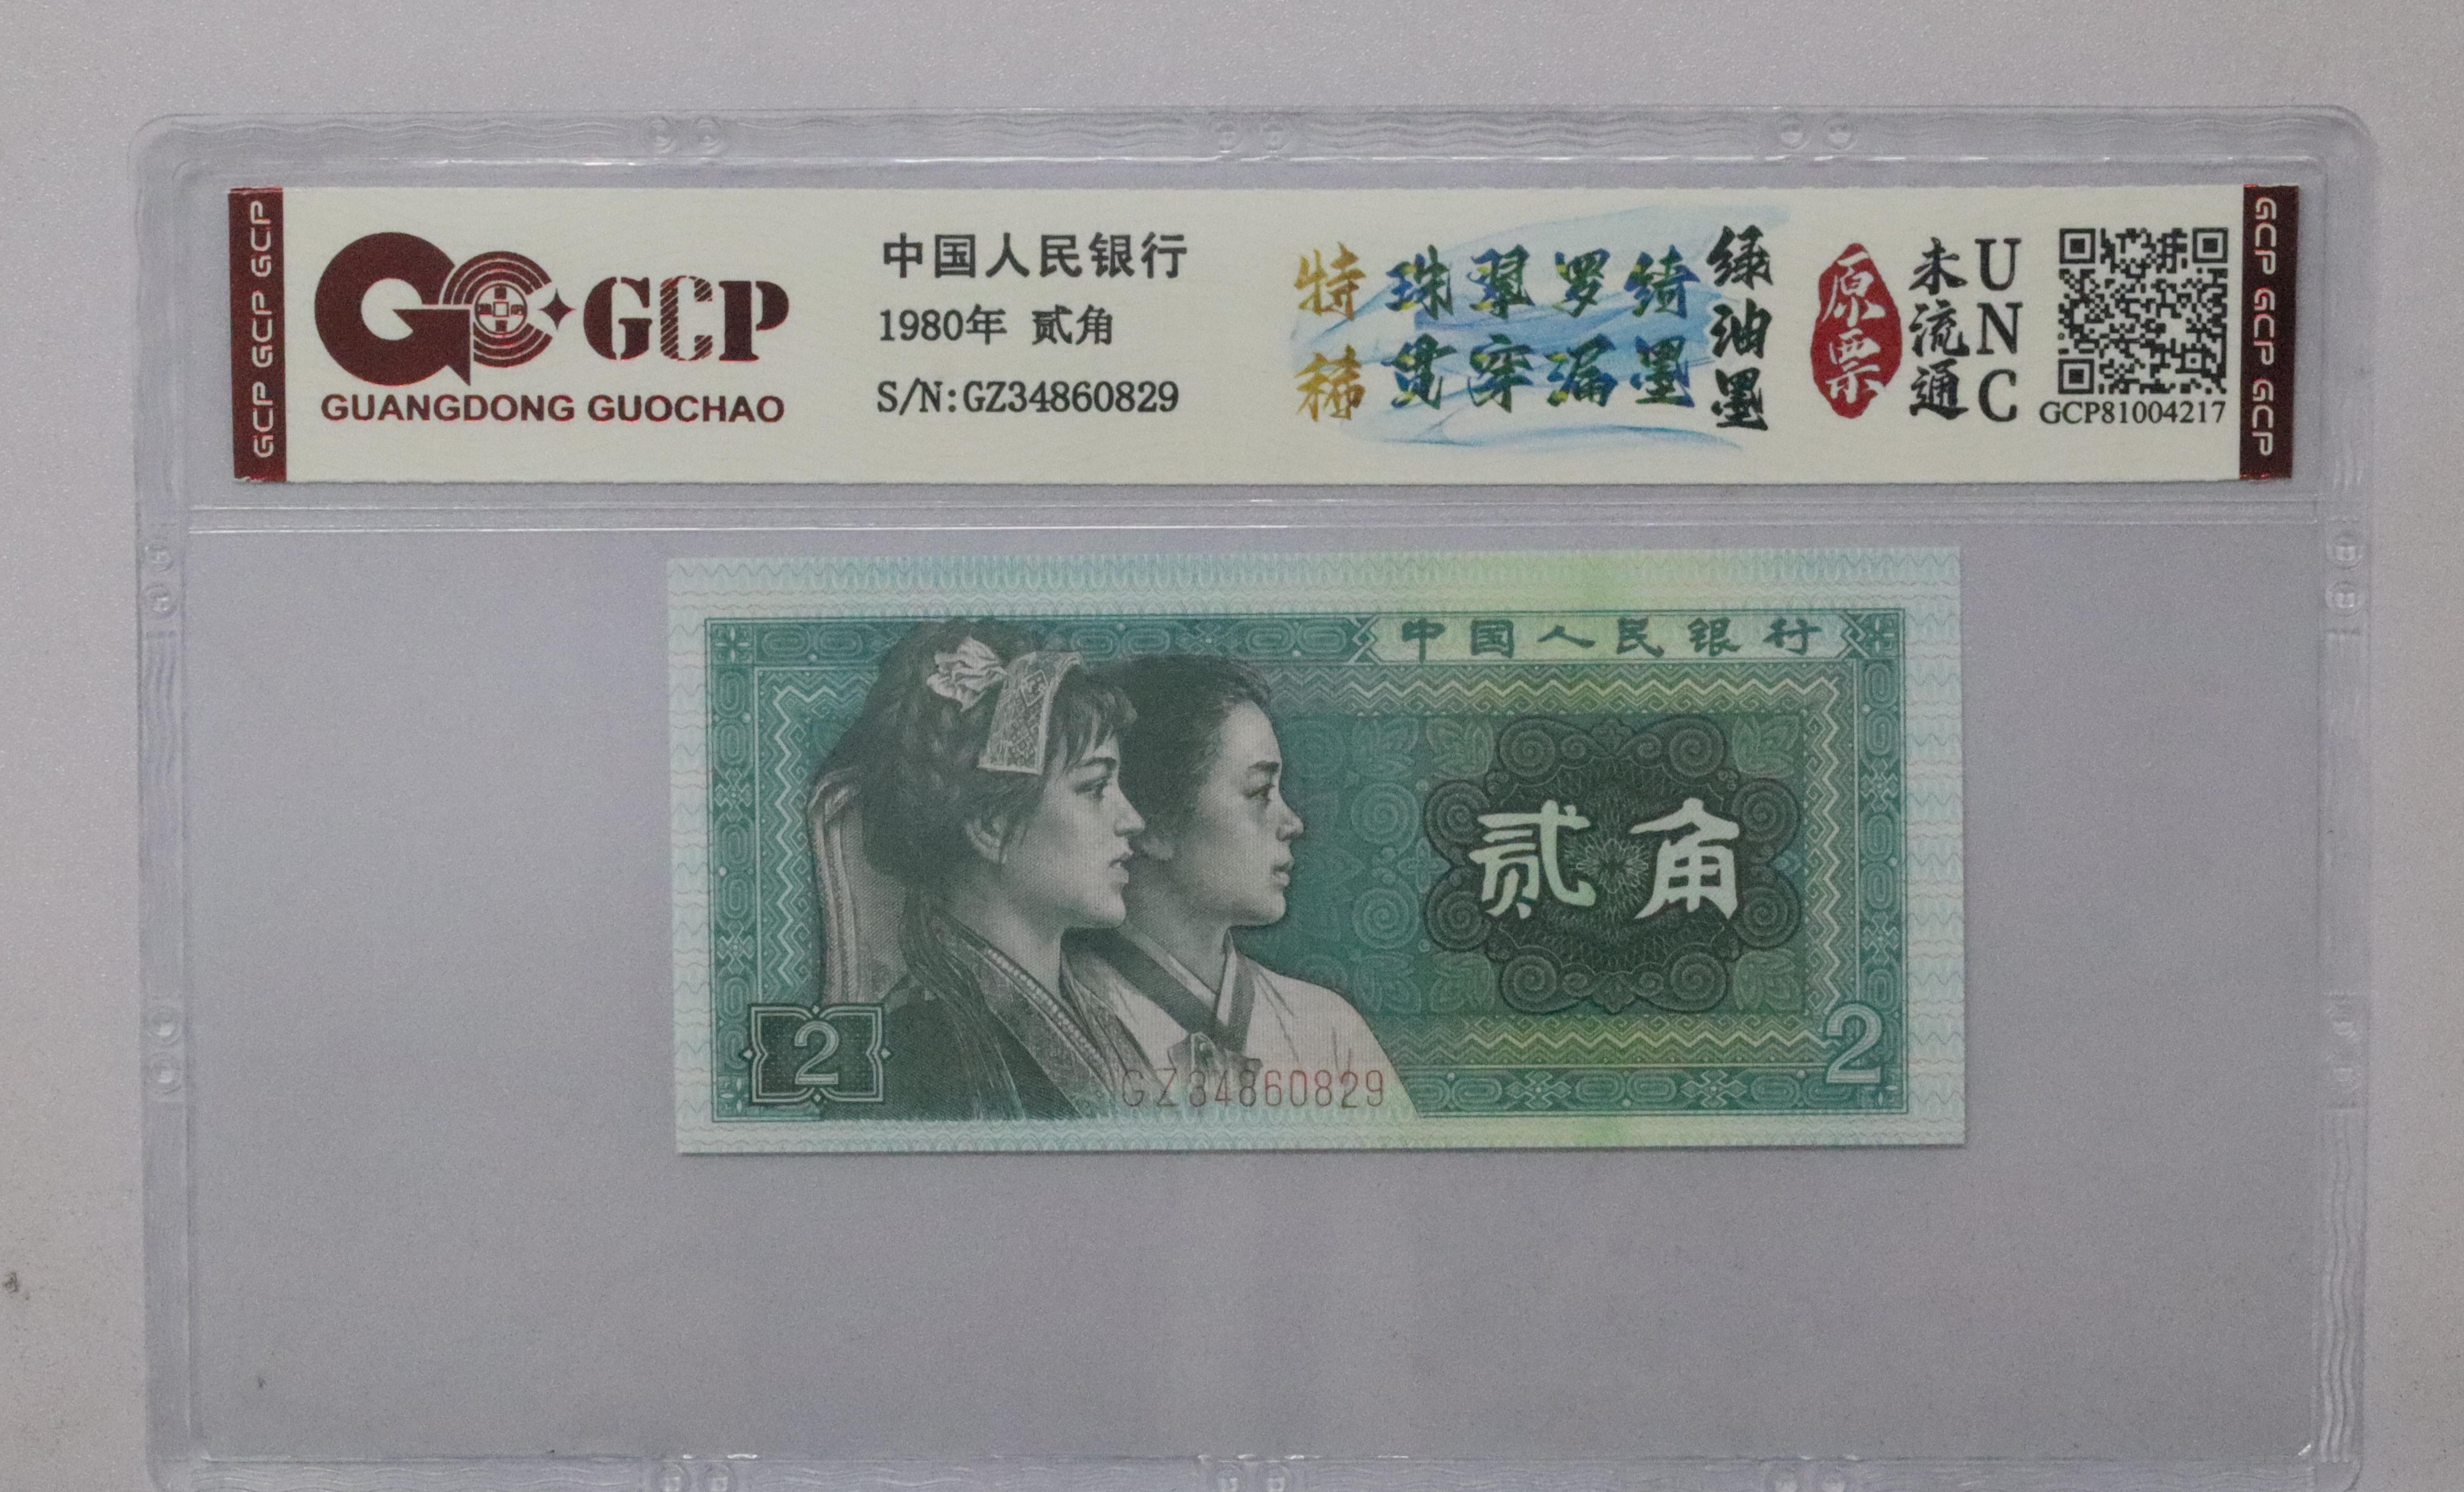 GCP GCP GCP
GCP
GUANGDONG GUOCHAO
中国人民银行
1980年 贰角
S/N:GZ34860829
特稀
珠翠罗绮
贯穿漏墨
绿油墨
原票
未流通
UNC
GCP81004217
GCP GCP GCP
中国人民银行
贰角
2
2
GZ34860829